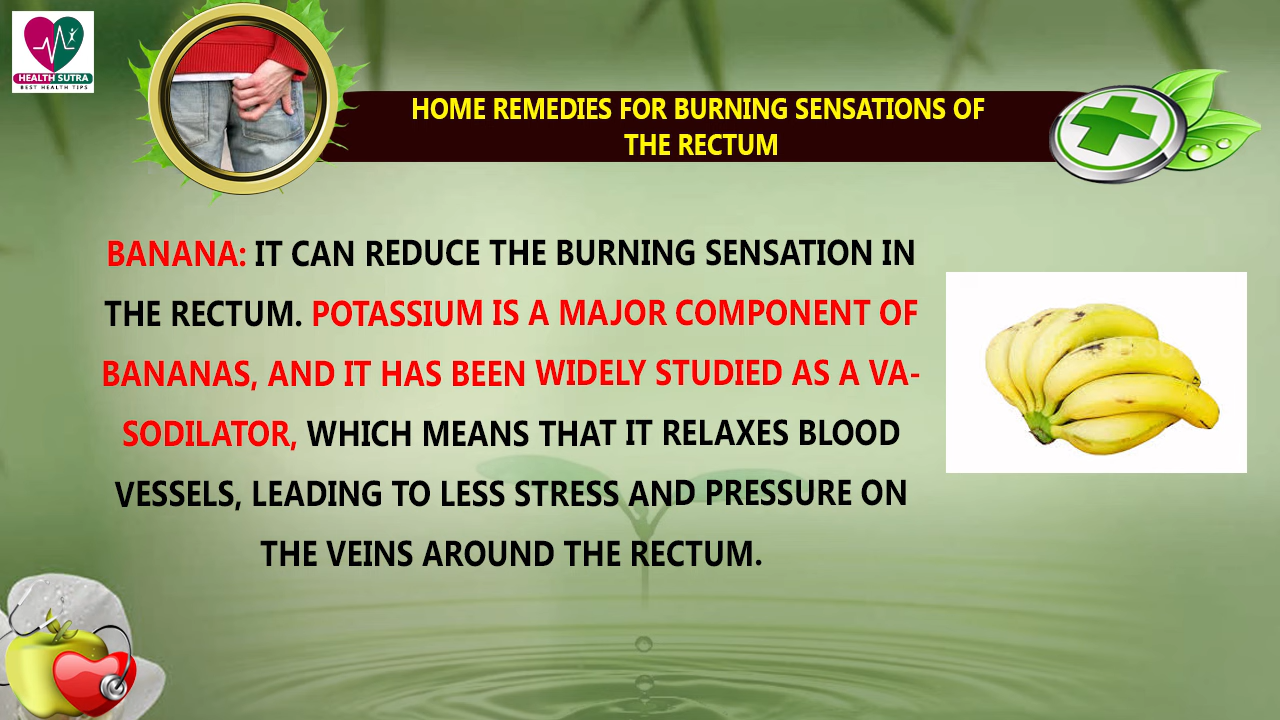 HEALTH SUTRA
BEST HEALTH TIPS
HOME REMEDIES FOR BURNING SENSATIONS OF
THE RECTUM
BANANA: IT CAN REDUCE THE BURNING SENSATION IN
THE RECTUM. POTASSIUM IS A MAJOR COMPONENT OF
BANANAS, AND IT HAS BEEN WIDELY STUDIED AS A VA-
SODILATOR, WHICH MEANS THAT IT RELAXES BLOOD
VESSELS, LEADING TO LESS STRESS AND PRESSURE ON
THE VEINS AROUND THE RECTUM.